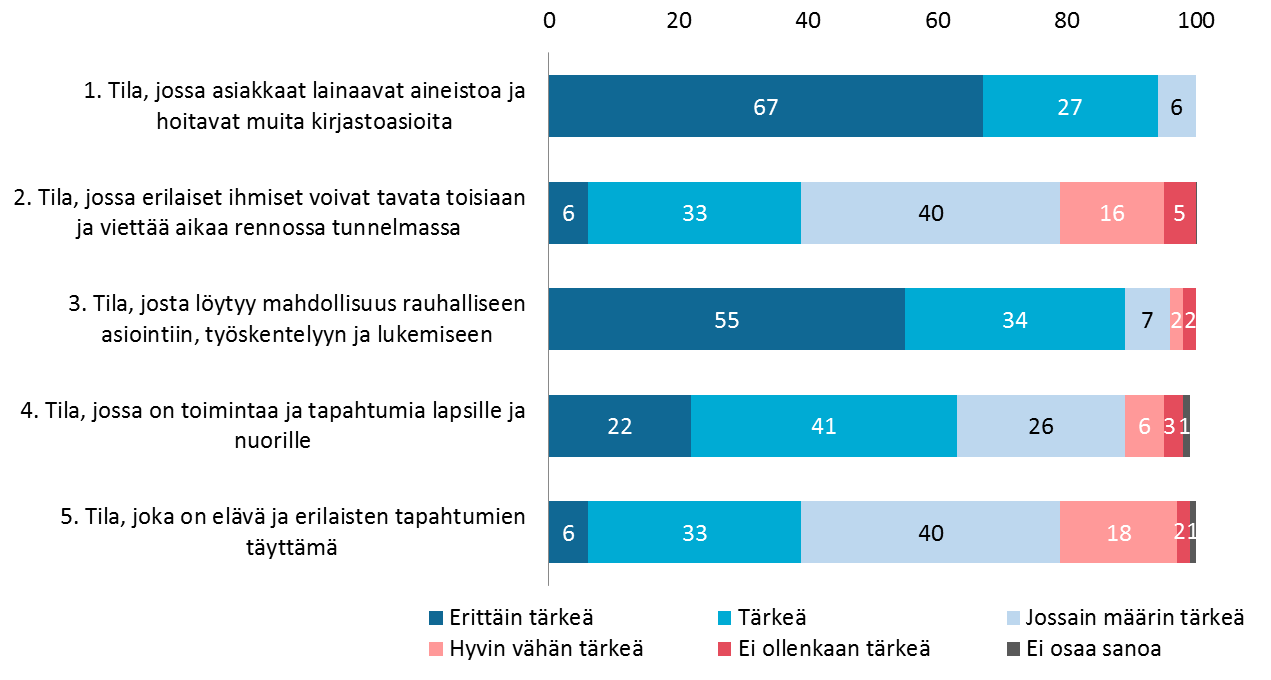 0 20 40 60 80 100
1. Tila, jossa asiakkaat lainaavat aineistoa ja
hoitavat muita kirjastoasioita
67 27 6
2. Tila, jossa erilaiset ihmiset voivat tavata toisiaan
ja viettää aikaa rennossa tunnelmassa
6 33 40 16 5
3. Tila, josta löytyy mahdollisuus rauhalliseen
asiointiin, työskentelyyn ja lukemiseen
55 34 7 2 2
4. Tila, jossa on toimintaa ja tapahtumia lapsille ja
nuorille
22 41 26 6 3 1
5. Tila, joka on elävä ja erilaisten tapahtumien
täyttämä
6 33 40 18 2 1
Erittäin tärkeä Tärkeä Jossain määrin tärkeä
Hyvin vähän tärkeä Ei ollenkaan tärkeä Ei osaa sanoa